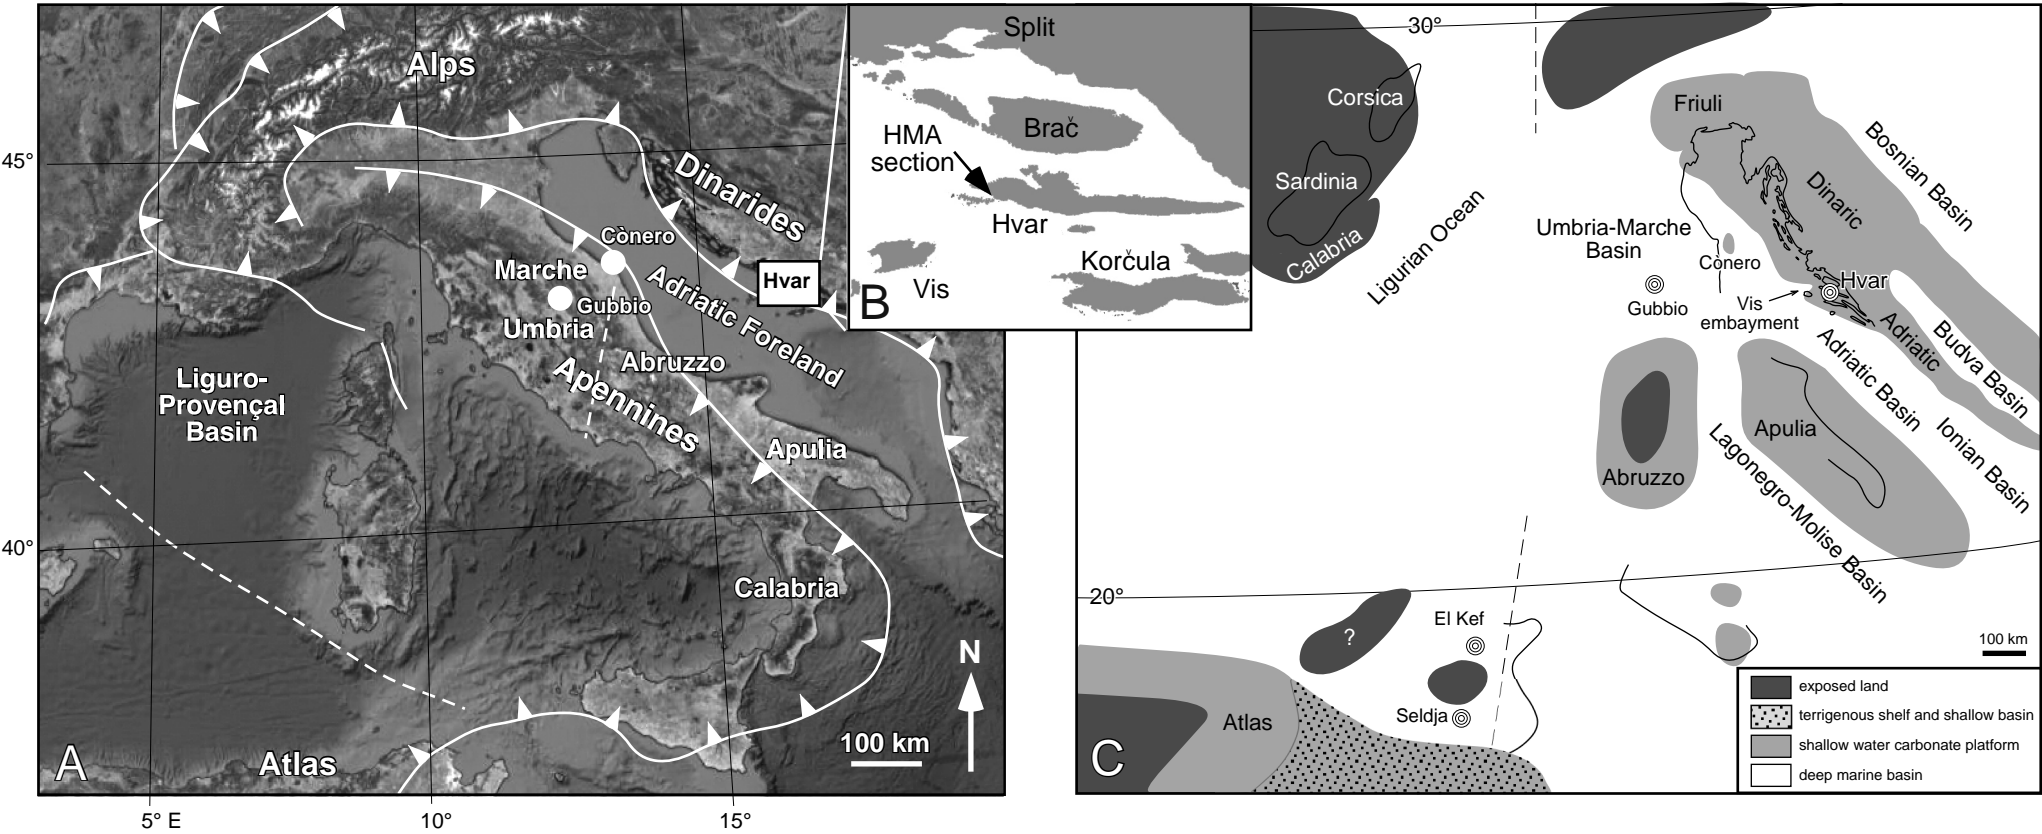 Alps
45°
Dinarides
Cònero
Marche
Gubbio
Umbria
Adriatic Foreland
Hvar
Abruzzo
Apennines
Liguro-
Provençal
Basin
Apulia
40°
Calabria
N
100 km
Atlas
A
5° E
10°
15°
Split
Brač
HMA
section
Hvar
Korčula
Vis
B
30°
Corsica
Sardinia
Calabria
Ligurian Ocean
Friuli
Bosnian Basin
Dinaric
Umbria-Marche
Basin
Cònero
Gubbio
Hvar
Vis
embayment
Adriatic
Budva Basin
Adriatic Basin
Ionian Basin
Apulia
Abruzzo
Lagonegro-Molise Basin
20°
El Kef
?
Seldja
Atlas
C
100 km
exposed land
terrigenous shelf and shallow basin
shallow water carbonate platform
deep marine basin